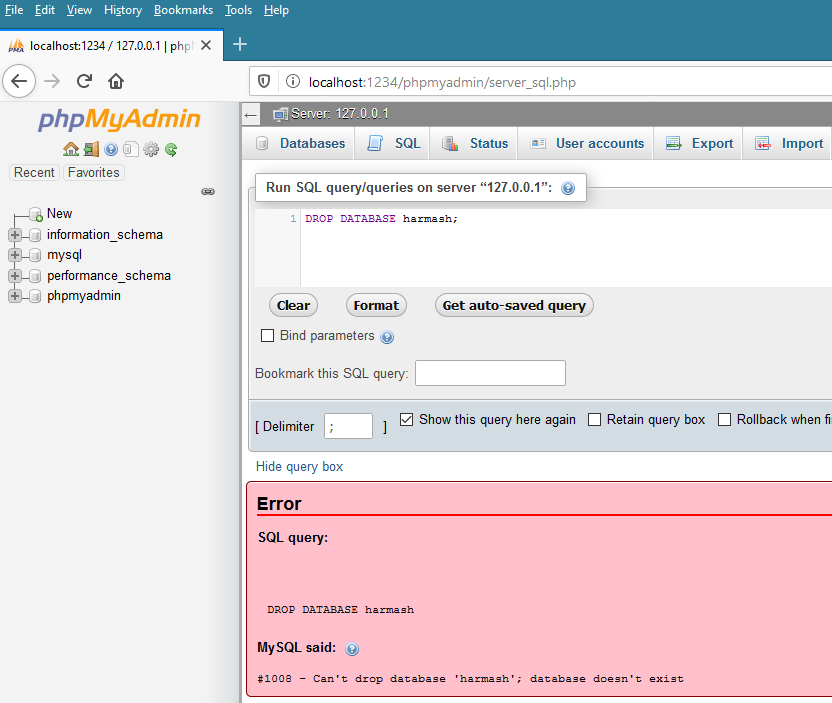 File Edit View History Bookmarks Tools Help
PMA localhost:1234 / 127.0.0.1 | php
localhost:1234/phpmyadmin/server_sql.php
phpMyAdmin
Recent Favorites
New
information_schema
mysql
performance_schema
phpmyadmin
Server: 127.0.0.1
Databases SQL Status User accounts Export Import
Run SQL query/queries on server “127.0.0.1”:
1 DROP DATABASE harmash;
Clear Format Get auto-saved query
Bind parameters
Bookmark this SQL query:
[ Delimiter ; ] Show this query here again Retain query box Rollback when
Hide query box
Error
SQL query:
DROP DATABASE harmash
MySQL said:
#1008 - Can't drop database 'harmash'; database doesn't exist